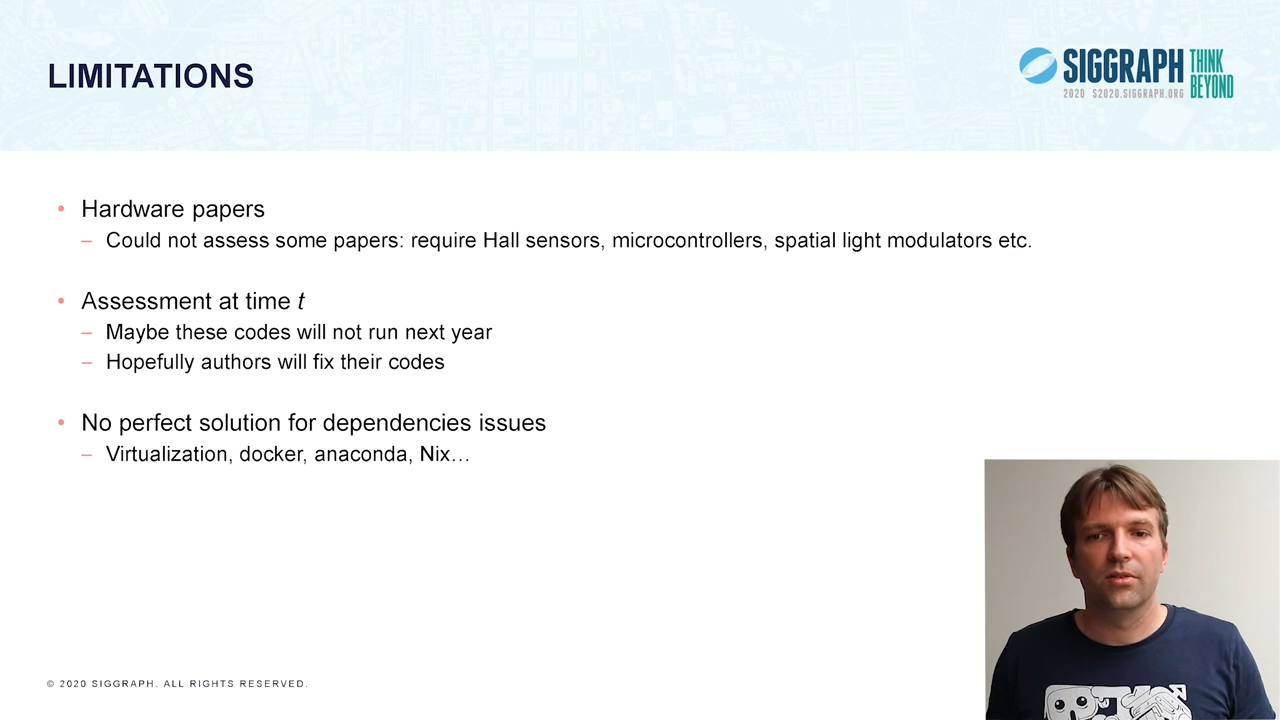 LIMITATIONS
SIGGRAPH THINK BEYOND
2020 S2020.SIGGRAPH.ORG
• Hardware papers
– Could not assess some papers: require Hall sensors, microcontrollers, spatial light modulators etc.
• Assessment at time t
– Maybe these codes will not run next year
– Hopefully authors will fix their codes
• No perfect solution for dependencies issues
– Virtualization, docker, anaconda, Nix…
© 2020 SIGGRAPH. ALL RIGHTS RESERVED.